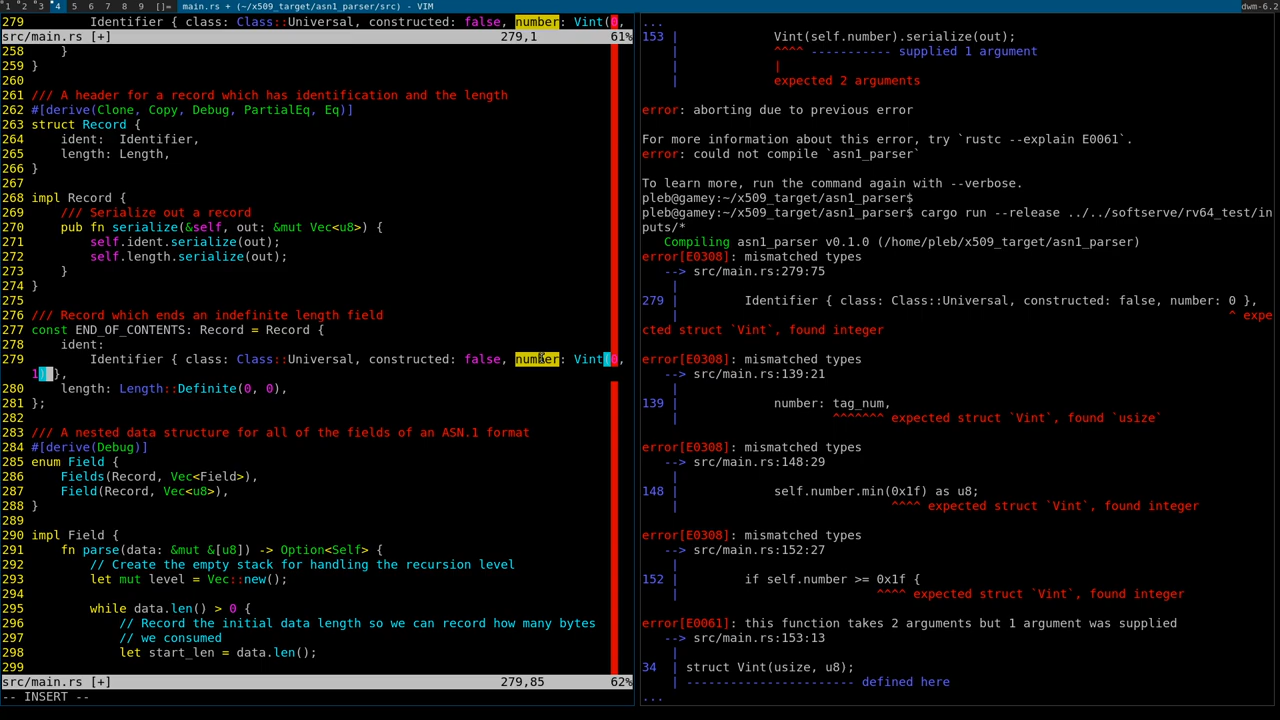 1 2 3 4 5 6 7 8 9 []= main.rs + (~/x509_target/asn1_parser/src) - VIM dwm-6.2
279         Identifier { class: Class::Universal, constructed: false, number: Vint(0,
src/main.rs [+] 279,1 61%
258     }
259 }
260
261 /// A header for a record which has identification and the length
262 #[derive(Clone, Copy, Debug, PartialEq, Eq)]
263 struct Record {
264     ident:  Identifier,
265     length: Length,
266 }
267
268 impl Record {
269     /// Serialize out a record
270     pub fn serialize(&self, out: &mut Vec<u8>) {
271         self.ident.serialize(out);
272         self.length.serialize(out);
273     }
274 }
275
276 /// Record which ends an indefinite length field
277 const END_OF_CONTENTS: Record = Record {
278     ident:
279         Identifier { class: Class::Universal, constructed: false, number: Vint(0,
1) },
280     length: Length::Definite(0, 0),
281 };
282
283 /// A nested data structure for all of the fields of an ASN.1 format
284 #[derive(Debug)]
285 enum Field {
286     Fields(Record, Vec<Field>),
287     Field(Record, Vec<u8>),
288 }
289
290 impl Field {
291     fn parse(data: &mut &[u8]) -> Option<Self> {
292         // Create the empty stack for handling the recursion level
293         let mut level = Vec::new();
294
295         while data.len() > 0 {
296             // Record the initial data length so we can record how many bytes
297             // we consumed
298             let start_len = data.len();
299
src/main.rs [+] 279,85 62%
-- INSERT --
...
153 |             Vint(self.number).serialize(out);
    |             ^^^^ ----------- supplied 1 argument
    |             |
    |             expected 2 arguments
error: aborting due to previous error
For more information about this error, try `rustc --explain E0061`.
error: could not compile `asn1_parser`
To learn more, run the command again with --verbose.
pleb@gamey:~/x509_target/asn1_parser$
pleb@gamey:~/x509_target/asn1_parser$ cargo run --release ../../softserve/rv64_test/in
puts/*
   Compiling asn1_parser v0.1.0 (/home/pleb/x509_target/asn1_parser)
error[E0308]: mismatched types
   --> src/main.rs:279:75
    |
279 |         Identifier { class: Class::Universal, constructed: false, number: 0 },
    |                                                                           ^ expe
cted struct `Vint`, found integer
error[E0308]: mismatched types
   --> src/main.rs:139:21
    |
139 |             number: tag_num,
    |                     ^^^^^^^ expected struct `Vint`, found `usize`
error[E0308]: mismatched types
   --> src/main.rs:148:29
    |
148 |             self.number.min(0x1f) as u8;
    |                             ^^^^ expected struct `Vint`, found integer
error[E0308]: mismatched types
   --> src/main.rs:152:27
    |
152 |         if self.number >= 0x1f {
    |                           ^^^^ expected struct `Vint`, found integer
error[E0061]: this function takes 2 arguments but 1 argument was supplied
   --> src/main.rs:153:13
    |
34  | struct Vint(usize, u8);
    | ----------------------- defined here
...